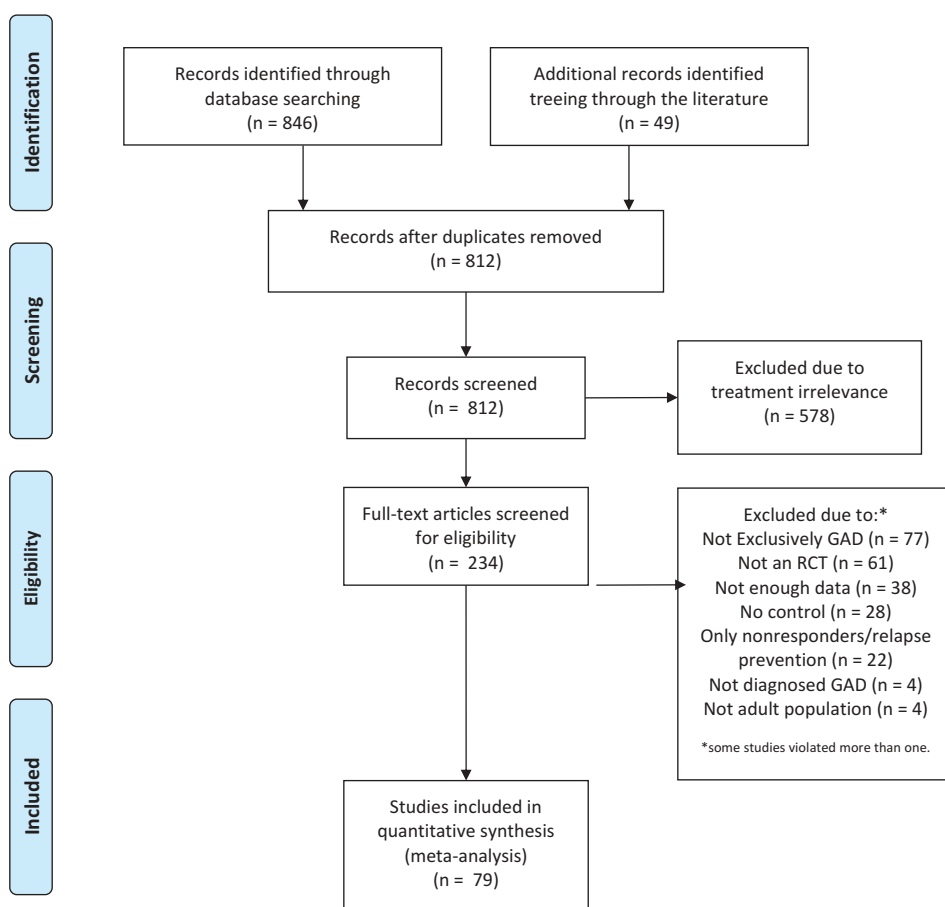 Identification
Records identified through
database searching
(n = 846)
Additional records identified
treeing through the literature
(n = 49)
Records after duplicates removed
(n = 812)
Screening
Records screened
(n =  812)
Excluded due to
treatment irrelevance
(n = 578)
Eligibility
Full-text articles screened
for eligibility
(n =  234)
Excluded due to:*
Not Exclusively GAD (n = 77)
Not an RCT (n = 61)
Not enough data (n = 38)
No control (n = 28)
Only nonresponders/relapse
prevention (n = 22)
Not diagnosed GAD (n = 4)
Not adult population (n = 4)
*some studies violated more than one.
Included
Studies included in
quantitative synthesis
(meta-analysis)
(n =  79)